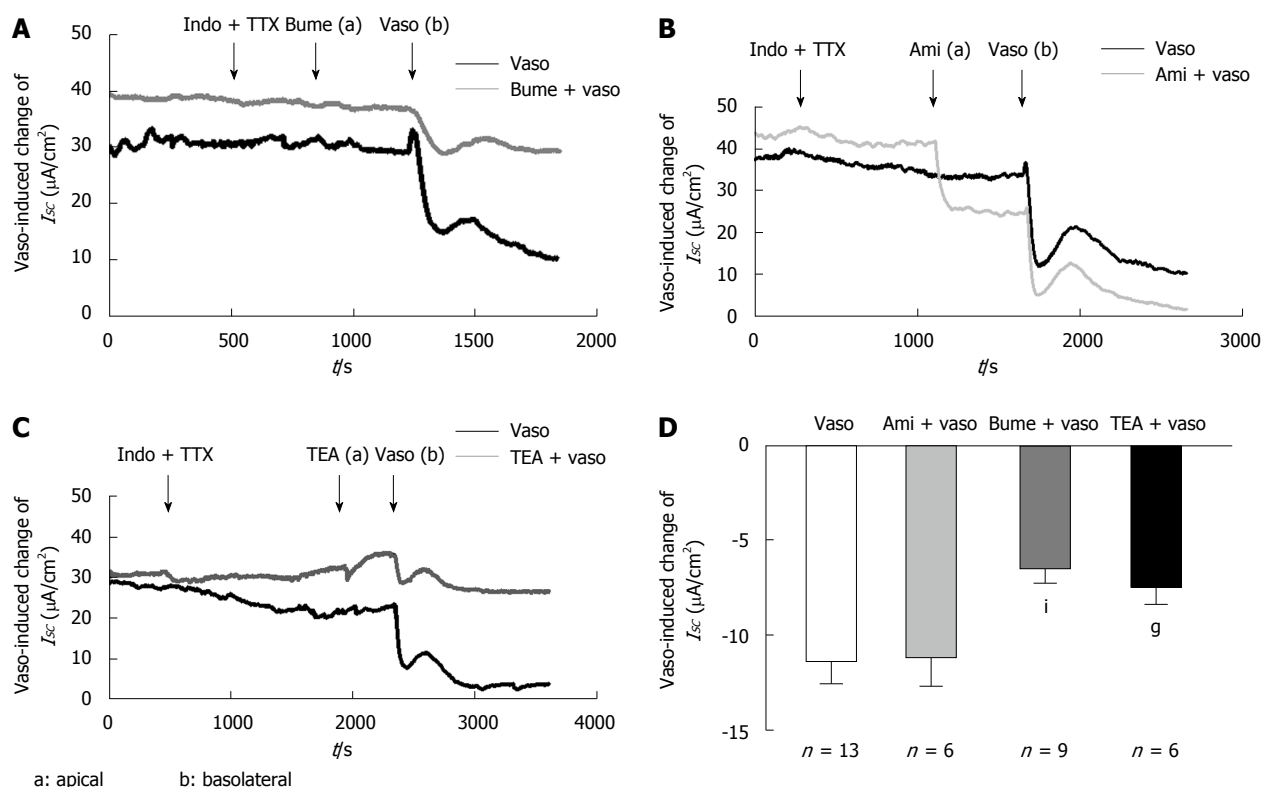 A
Indo + TTX Bume (a) Vaso (b)
Vaso
Bume + vaso
Vaso-induced change of
Isc (μA/cm²)
50
40
30
20
10
0
0 500 1000 1500 2000
t/s
B
Indo + TTX Ami (a) Vaso (b)
Vaso
Ami + vaso
Vaso-induced change of
Isc (μA/cm²)
50
40
30
20
10
0
0 1000 2000 3000
t/s
C
Indo + TTX TEA (a) Vaso (b)
Vaso
TEA + vaso
Vaso-induced change of
Isc (μA/cm²)
50
40
30
20
10
0
0 1000 2000 3000 4000
t/s
D
Vaso Ami + vaso Bume + vaso TEA + vaso
Vaso-induced change of
Isc (μA/cm²)
0
-5
-10
-15
i
g
n = 13 n = 6 n = 9 n = 6
a: apical b: basolateral